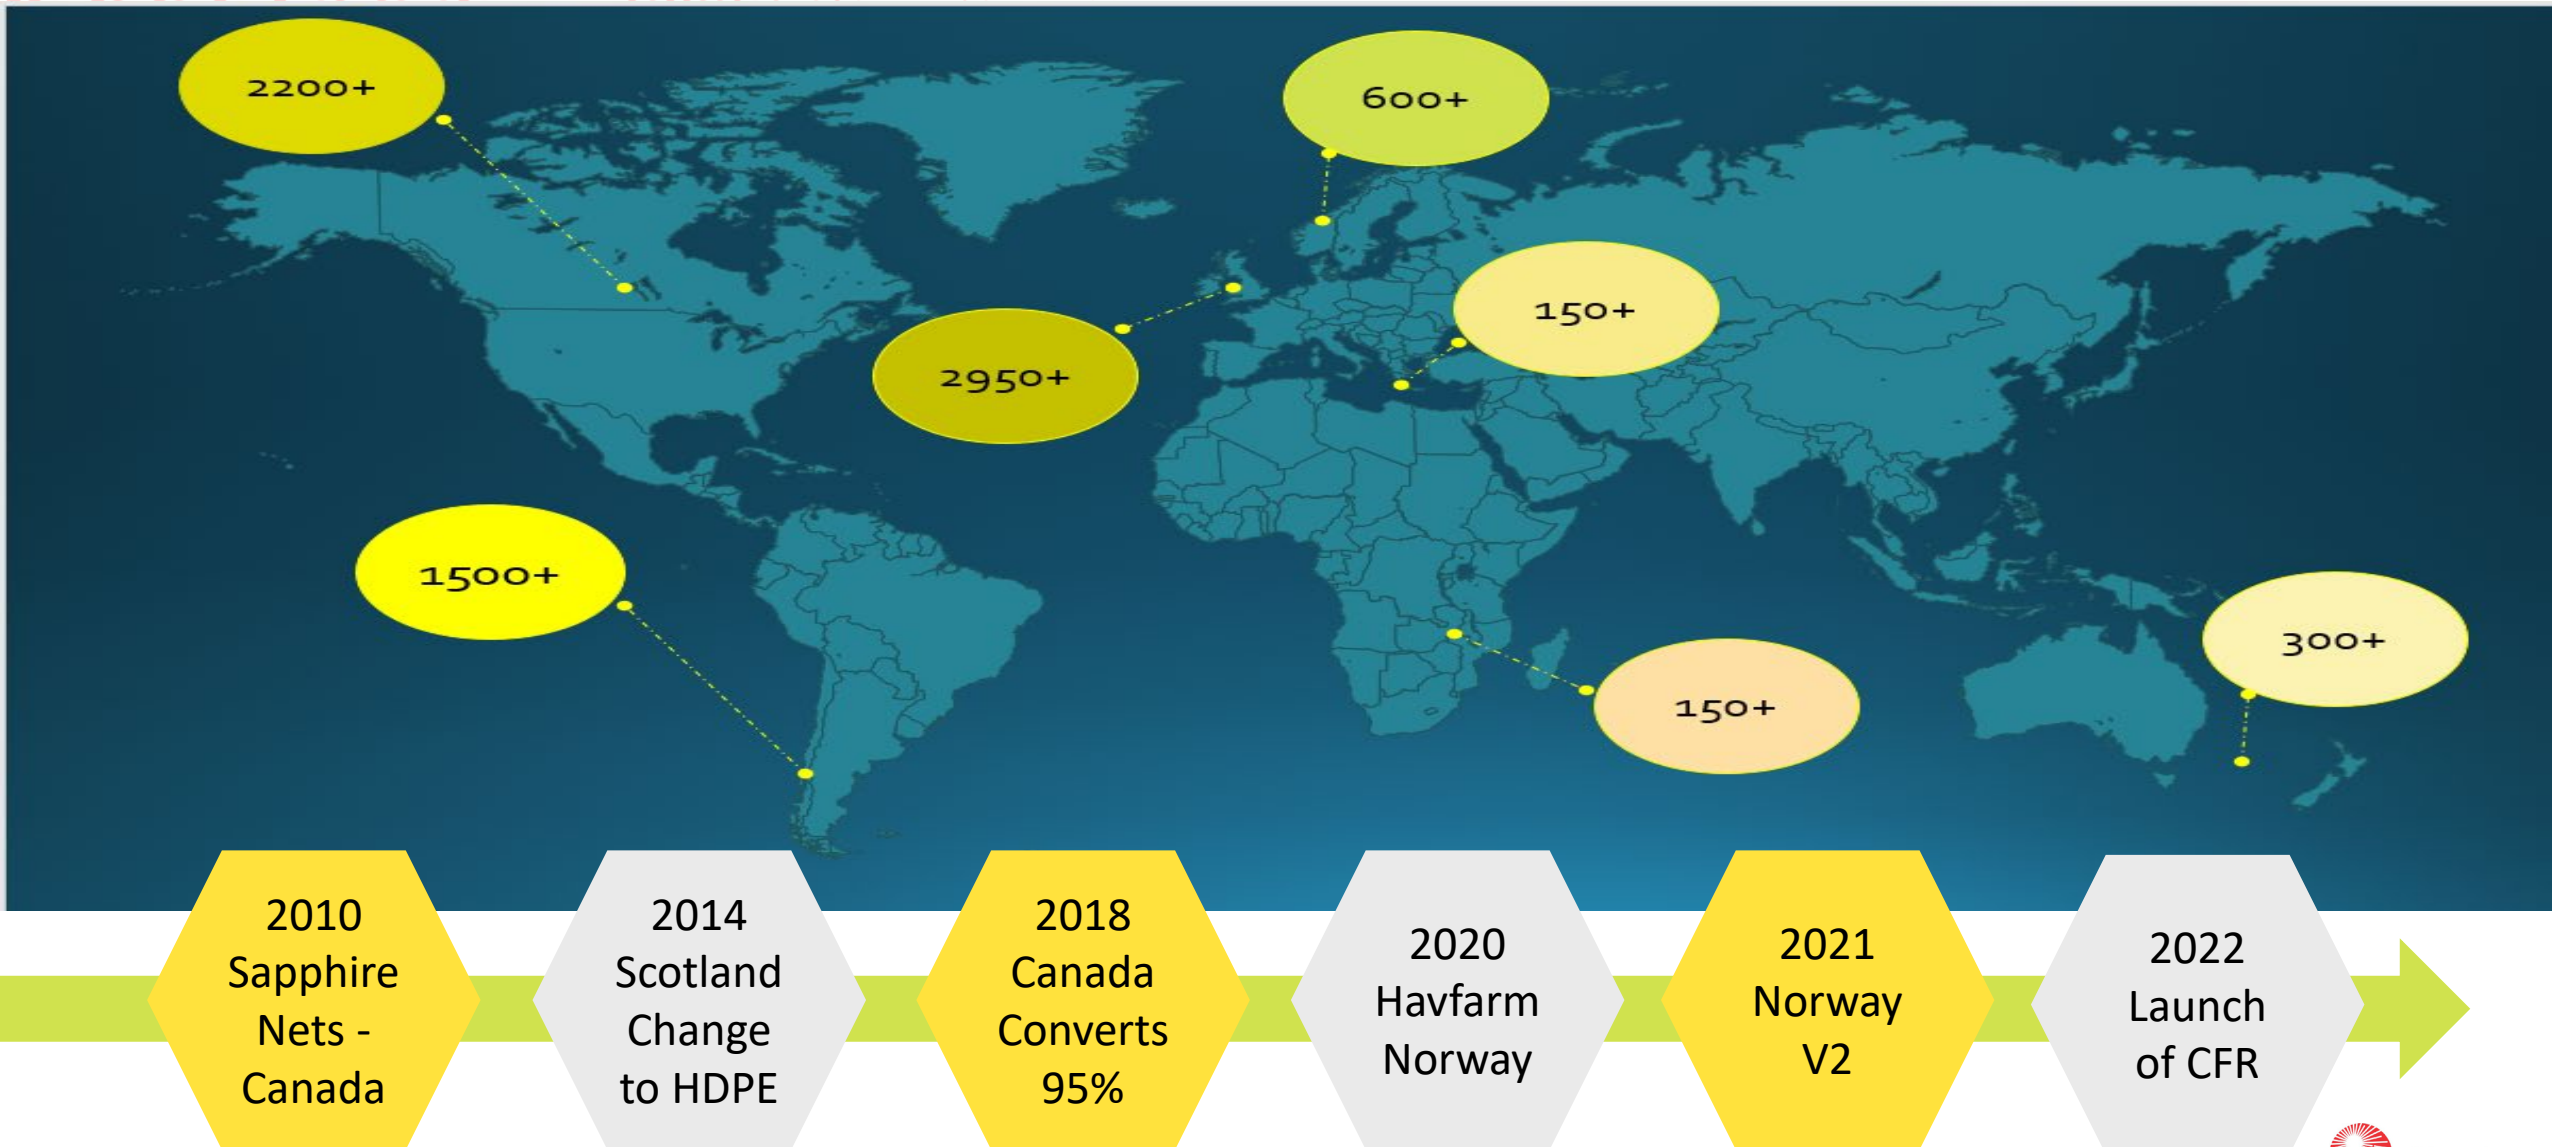 2200+
600+
150+
2950+
1500+
300+
150+
2010
Sapphire
Nets -
Canada
2014
Scotland
Change
to HDPE
2018
Canada
Converts
95%
2020
Havfarm
Norway
2021
Norway
V2
2022
Launch
of CFR